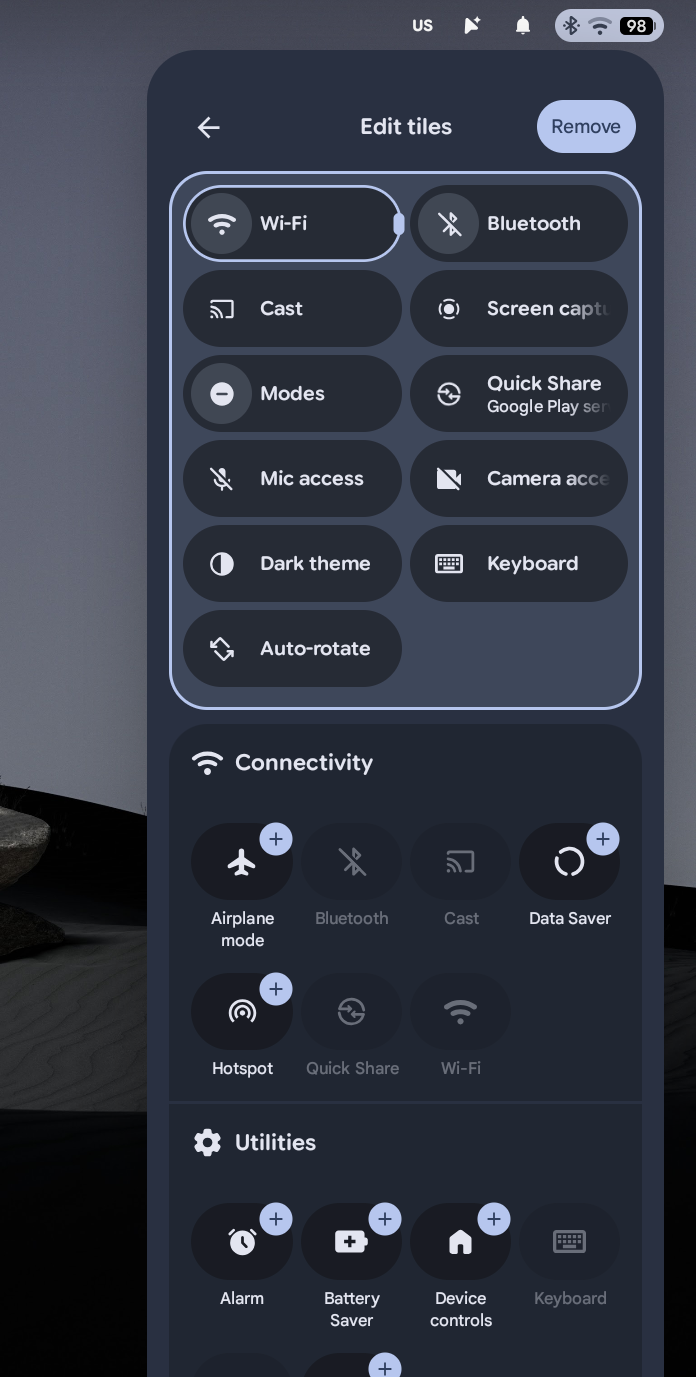 US
98
Edit tiles
Remove
Wi-Fi
Bluetooth
Cast
Screen captu
Modes
Quick Share
Google Play ser
Mic access
Camera acce
Dark theme
Keyboard
Auto-rotate
Connectivity
Airplane
mode
Bluetooth
Cast
Data Saver
Hotspot
Quick Share
Wi-Fi
Utilities
Alarm
Battery
Saver
Device
controls
Keyboard